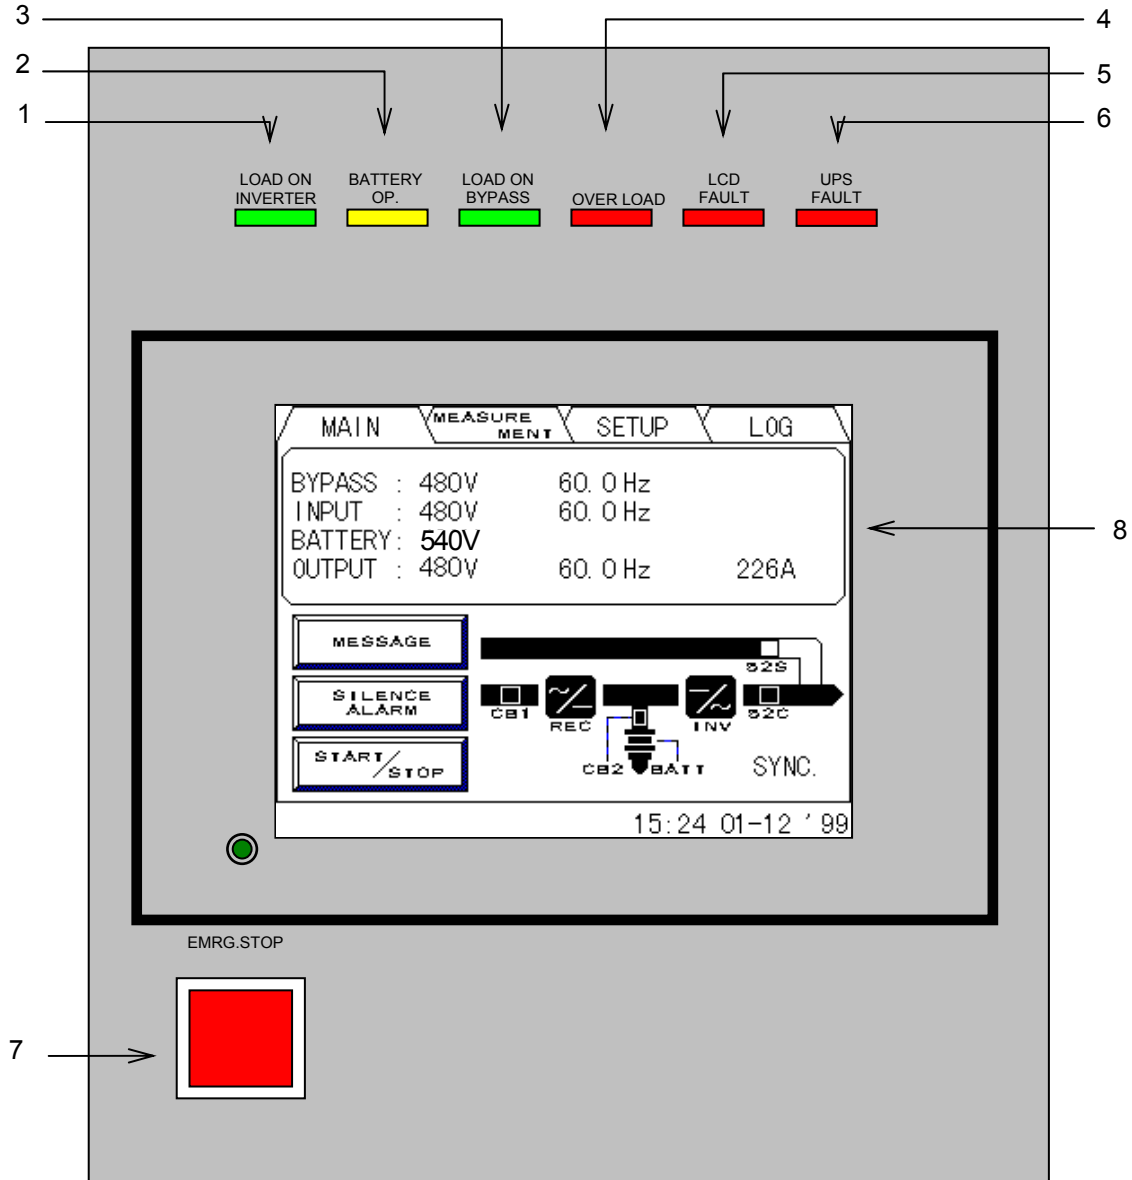 3
4
2
5
1
6
LOAD ON
INVERTER
BATTERY
OP.
LOAD ON
BYPASS
OVER LOAD
LCD
FAULT
UPS
FAULT
MAIN
MEASURE
MENT
SETUP
LOG
BYPASS : 480V 60.0Hz
INPUT : 480V 60.0Hz
BATTERY: 540V
OUTPUT : 480V 60.0Hz 226A
8
MESSAGE
SILENCE
ALARM
START/
STOP
52S
CB1
REC
INV
52C
CB2
BATT
SYNC.
15:24 01-12 '99
EMRG.STOP
7